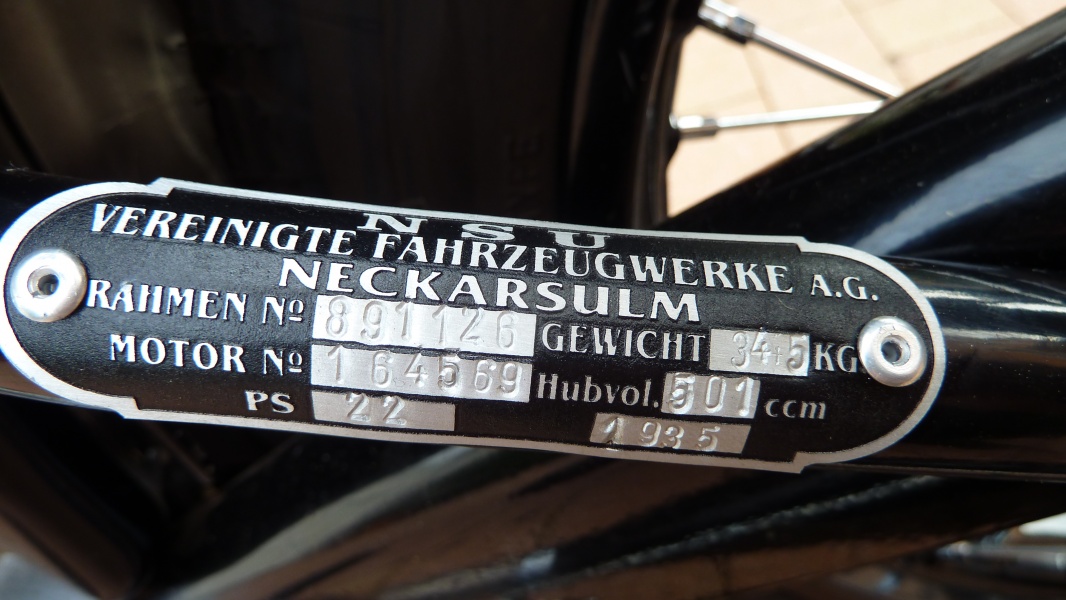 NSU
VEREINIGTE FAHRZEUGWERKE A.G.
NECKARSULM
RAHMEN Nº 891126 GEWICHT 345 KG
MOTOR Nº 164569 Hubvol. 501 ccm
PS 22 1935